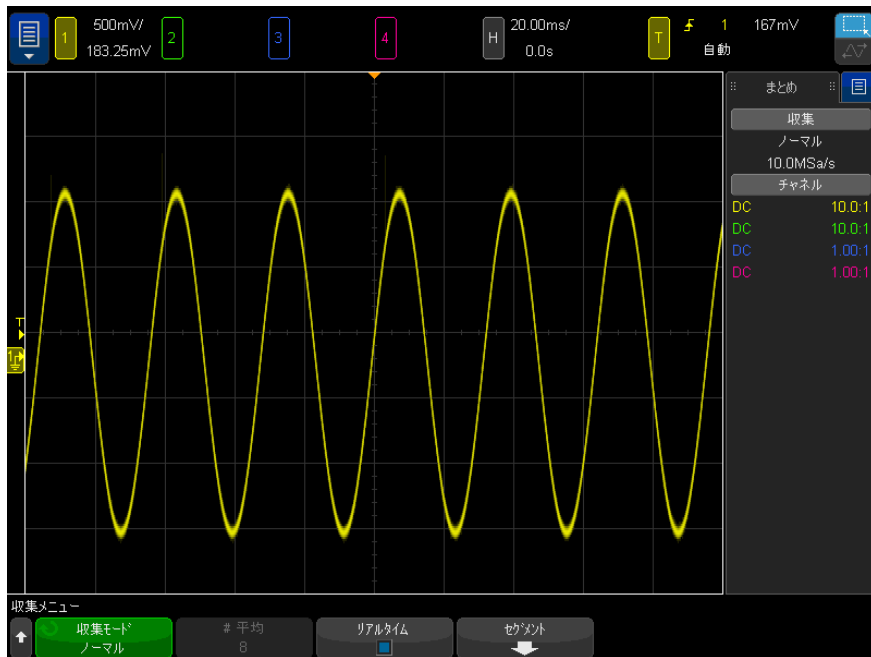 1
500mV/
183.25mV
2
3
4
H
20.00ms/
0.0s
T
1
167mV
自動
まとめ
収集
ノーマル
10.0MSa/s
チャネル
DC 10.0:1
DC 10.0:1
DC 1.00:1
DC 1.00:1
T
1
収集メニュー
収集モード
ノーマル
# 平均
8
リアルタイム
セグメント